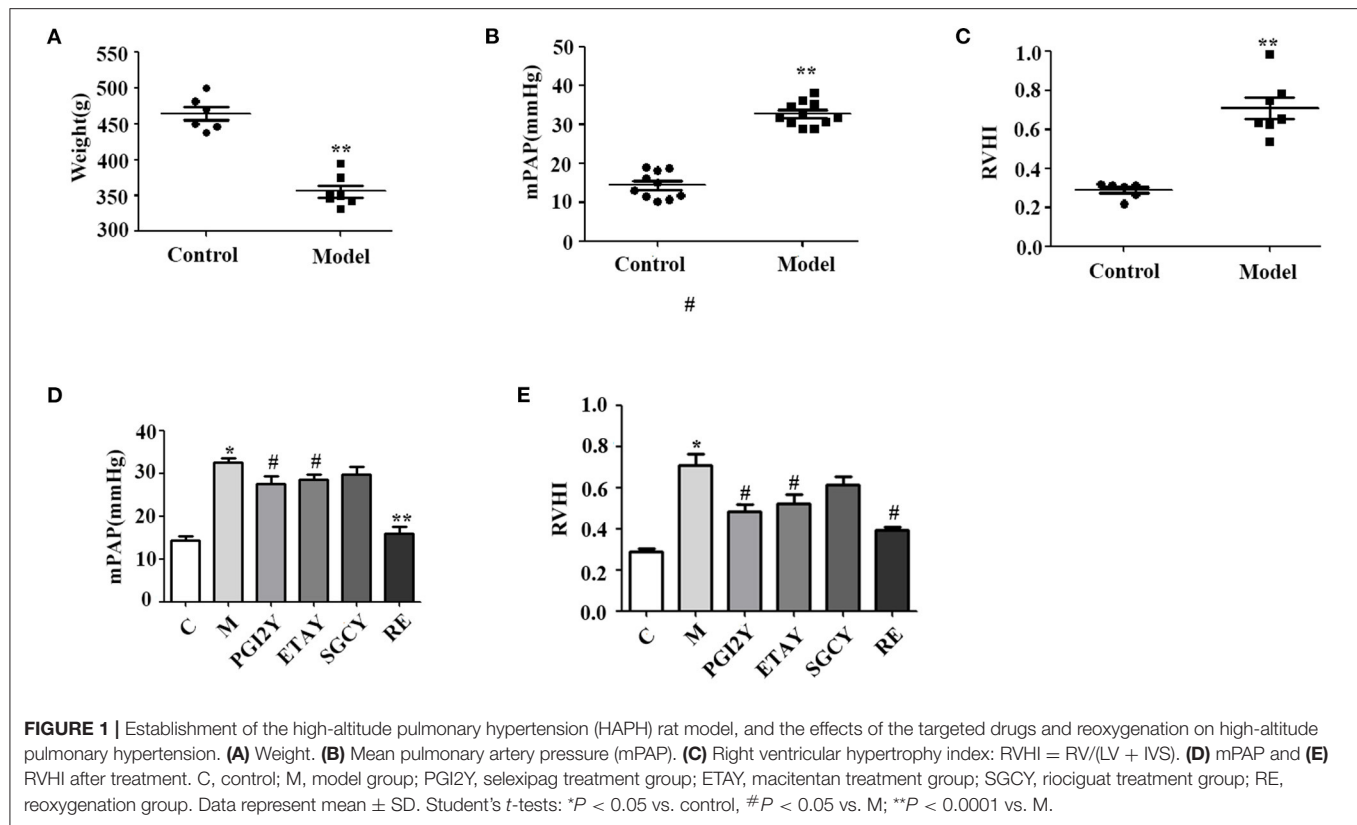 A
Weight(g)
550
500
450
400
350
300
**
Control Model
B
mPAP(mmHg)
50
40
30
20
10
0
**
Control Model
#
C
RVHI
1.0
0.8
0.6
0.4
0.2
0.0
**
Control Model
D
mPAP(mmHg)
40
30
20
10
0
* # # **
C M PGI2Y ETAY SGCY RE
E
RVHI
1.0
0.8
0.6
0.4
0.2
0.0
* # # #
C M PGI2Y ETAY SGCY RE
FIGURE 1 | Establishment of the high-altitude pulmonary hypertension (HAPH) rat model, and the effects of the targeted drugs and reoxygenation on high-altitude
pulmonary hypertension. (A) Weight. (B) Mean pulmonary artery pressure (mPAP). (C) Right ventricular hypertrophy index: RVHI = RV/(LV + IVS). (D) mPAP and (E)
RVHI after treatment. C, control; M, model group; PGI2Y, selexipag treatment group; ETAY, macitentan treatment group; SGCY, riociguat treatment group; RE,
reoxygenation group. Data represent mean ± SD. Student's t-tests: *P < 0.05 vs. control, #P < 0.05 vs. M; **P < 0.0001 vs. M.